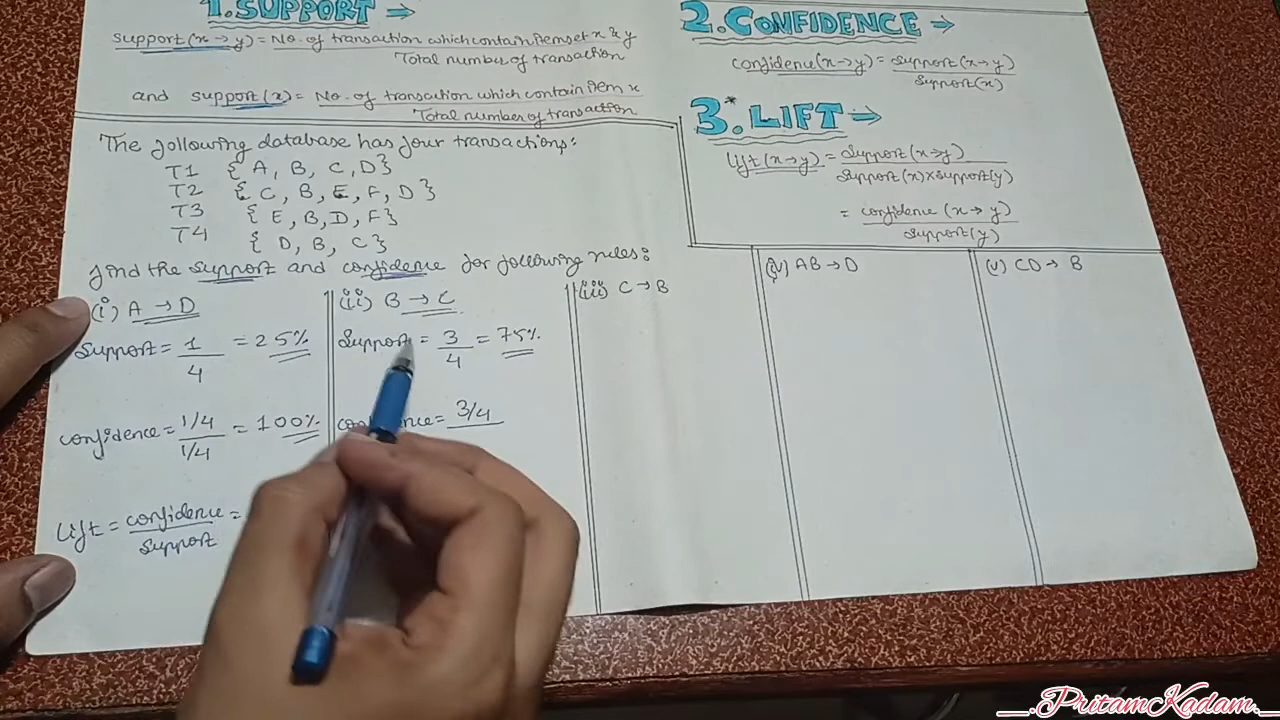 1. SUPPORT ⇒
support(x→y) = No. of transaction which contain itemset x & y
Total number of transaction
and support(x) = No. of transaction which contain item x
Total number of transaction
2. CONFIDENCE →
confidence(x→y) = support(x→y)
support(x)
3.* LIFT ⇒
Lift(x→y) = support(x→y)
support(x) x support(y)
= confidence(x→y)
support(y)
The following database has four transactions:
T1 {A, B, C, D}
T2 {C, B, E, F, D}
T3 {E, B, D, F}
T4 {D, B, C}
find the support and confidence for following rules:
(i) A → D
support = 1/4 = 25%
confidence = 1/4 / 1/4 = 100%
Lift = confidence =
support
(ii) B → C
support = 3/4 = 75%
= 3/4
(iii) C → B
(iv) AB → D
(v) CD → B
__.PritamKadam.__